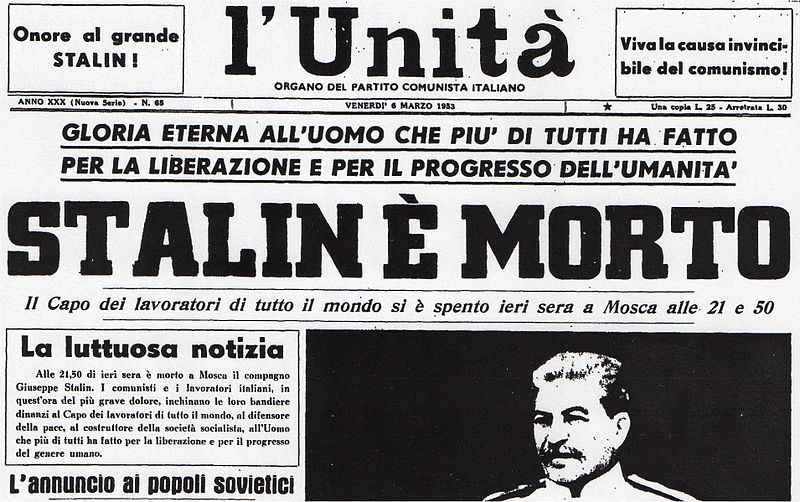 Onore al grande
STALIN!
l'Unità
ORGANO DEL PARTITO COMUNISTA ITALIANO
Viva la causa invinci-
bile del comunismo!
ANNO XXX (Nuova Serie) - N. 65
VENERDI' 6 MARZO 1953
Una copia L. 25 - Arretrata L. 30
GLORIA ETERNA ALL'UOMO CHE PIU' DI TUTTI HA FATTO
PER LA LIBERAZIONE E PER IL PROGRESSO DELL'UMANITA'
STALIN È MORTO
Il Capo dei lavoratori di tutto il mondo si è spento ieri sera a Mosca alle 21 e 50
La luttuosa notizia
Alle 21,50 di ieri sera è morto a Mosca il compagno
Giuseppe Stalin. I comunisti e i lavoratori italiani, in
quest'ora del più grave dolore, inchinano le loro bandiere
dinanzi al Capo dei lavoratori di tutto il mondo, al difensore
della pace, al costruttore della società socialista, all'Uomo
che più di tutti ha fatto per la liberazione e per il progresso
del genere umano.
L'annuncio ai popoli sovietici